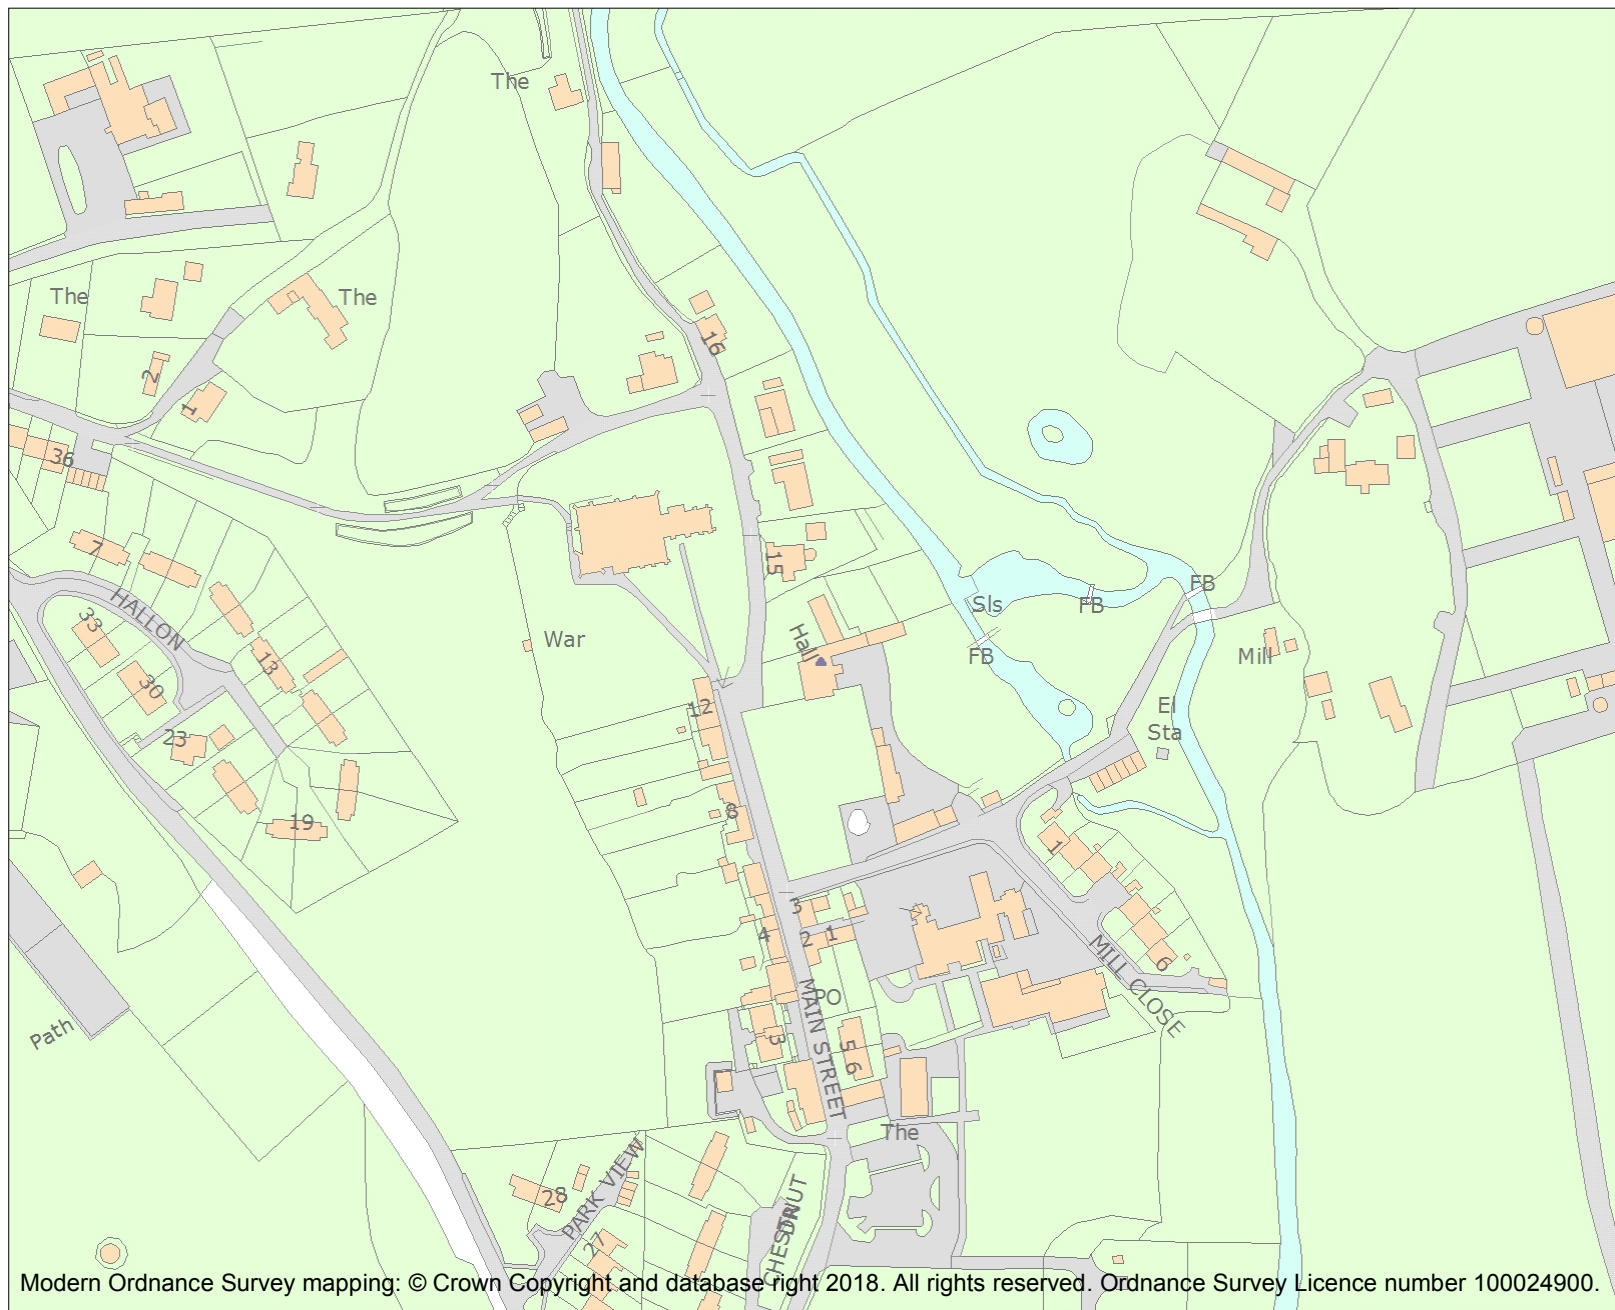 The
The
The
16
2
1
36
7
15
HALLON
33
Sls
FB
FB
FB
War
Hall
Mill
13
30
12
El
Sta
23
8
19
1
3
4
2
1
6
MILL CLOSE
PO
MAIN STREET
Path
3
5
6
The
PARK VIEW
28
27
CHESTNUT
DR
Modern Ordnance Survey mapping: © Crown Copyright and database right 2018. All rights reserved. Ordnance Survey Licence number 100024900.